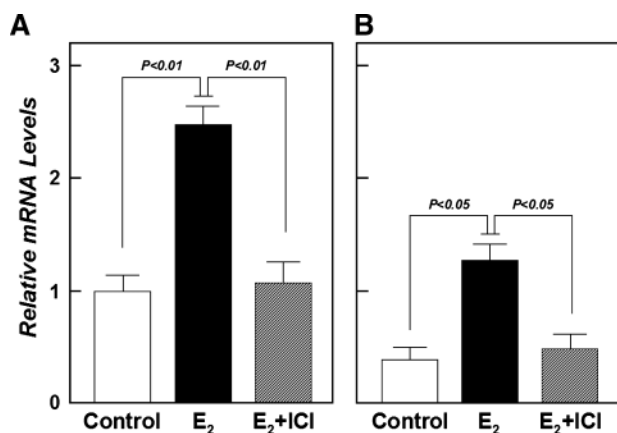 A
B
Relative mRNA Levels
3
2
1
0
P<0.01
P<0.01
P<0.05
P<0.05
Control
E₂
E₂+ICI
Control
E₂
E₂+ICI